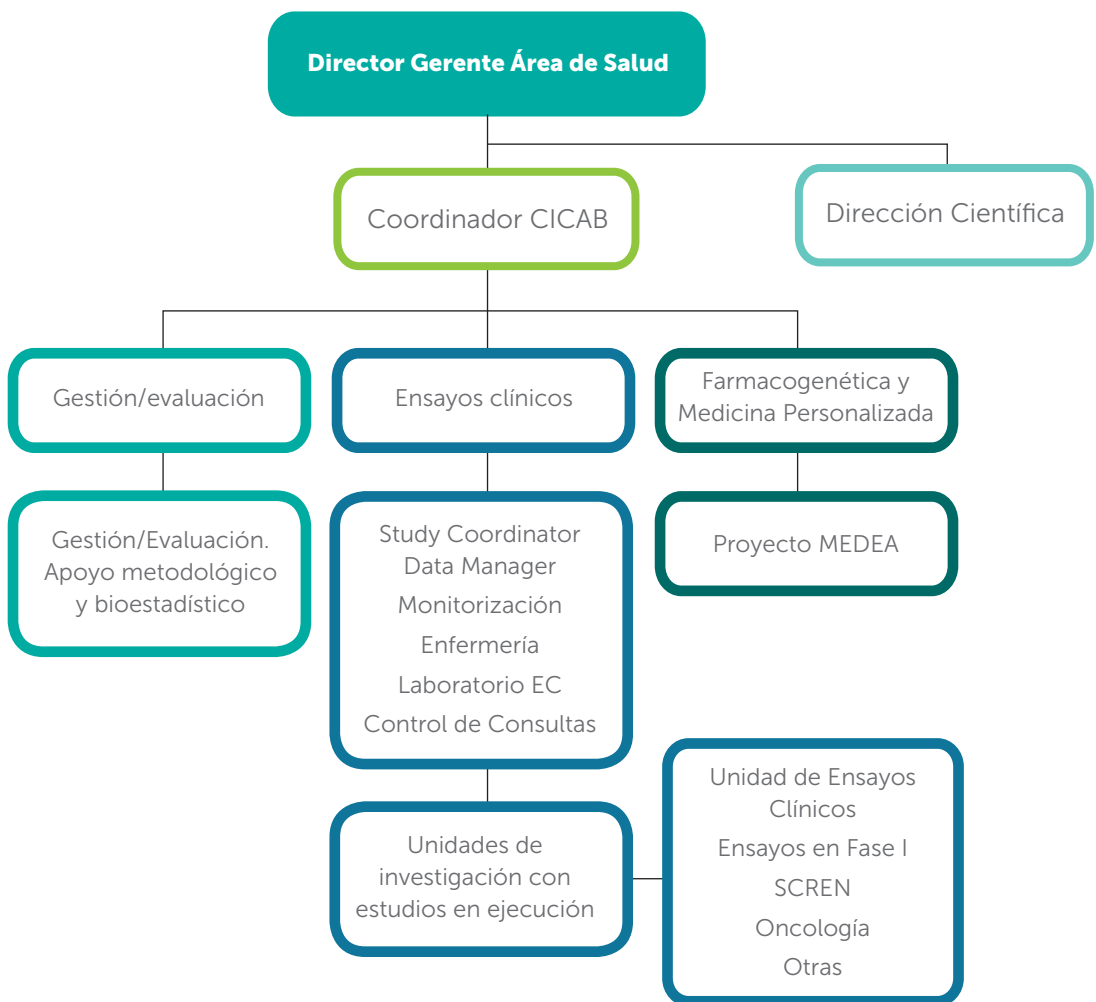 Director Gerente Área de Salud
Coordinador CICAB
Dirección Científica
Gestión/evaluación
Ensayos clínicos
Farmacogenética y
Medicina Personalizada
Gestión/Evaluación.
Apoyo metodológico
y bioestadístico
Study Coordinator
Data Manager
Monitorización
Enfermería
Laboratorio EC
Control de Consultas
Proyecto MEDEA
Unidades de
investigación con
estudios en ejecución
Unidad de Ensayos
Clínicos
Ensayos en Fase I
SCREN
Oncología
Otras